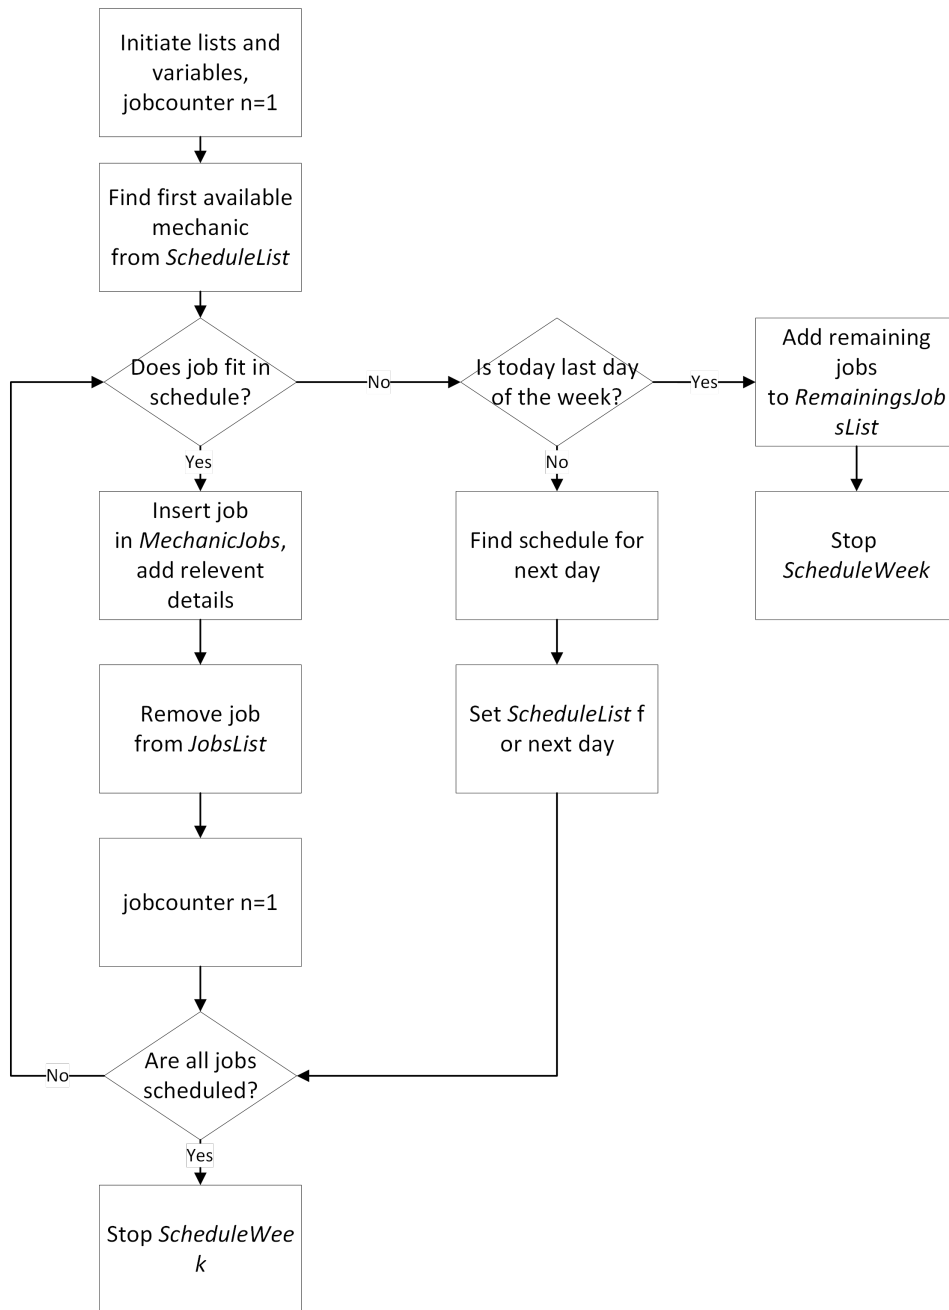 Initiate lists and
variables,
jobcounter n=1
Find first available
mechanic
from ScheduleList
Does job fit in
schedule?
No
Is today last day
of the week?
Yes
Add remaining
jobs
to RemainingsJob
sList
Yes
No
Insert job
in MechanicJobs,
add relevent
details
Find schedule for
next day
Stop
ScheduleWeek
Remove job
from JobsList
Set ScheduleList f
or next day
jobcounter n=1
Are all jobs
scheduled?
No
Yes
Stop ScheduleWee
k